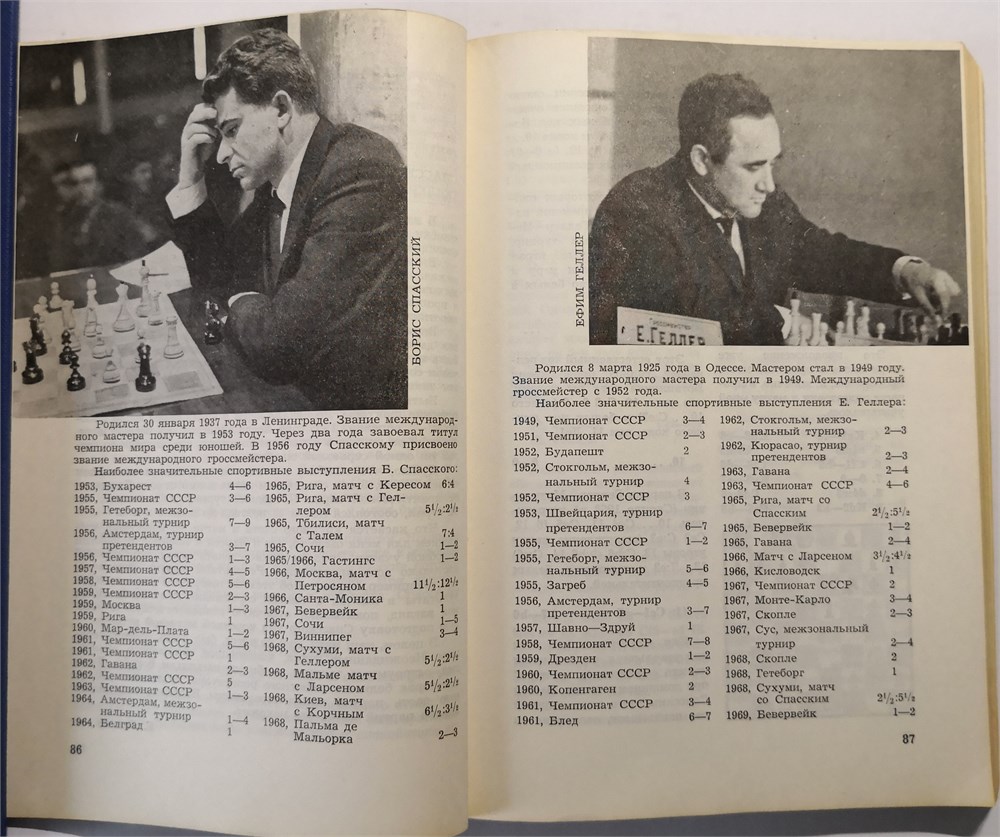 БОРИС СПАССКИЙ
Родился 30 января 1937 года в Ленинграде. Звание международ-
ного мастера получил в 1953 году. Через два года завоевал титул
чемпиона мира среди юношей. В 1956 году Спасскому присвоено
звание международного гроссмейстера.
Наиболее значительные спортивные выступления Б. Спасского:
1953, Бухарест 4—6
1955, Чемпионат СССР 3—6
1955, Гетеборг, межзо-
нальный турнир 7—9
1956, Амстердам, турнир
претендентов 3—7
1956, Чемпионат СССР 1—3
1957, Чемпионат СССР 4—5
1958, Чемпионат СССР 5—6
1959, Чемпионат СССР 2—3
1959, Москва 1—3
1959, Рига 1
1960, Мар-дель-Плата 1—2
1961, Чемпионат СССР 5—6
1961, Чемпионат СССР 1
1962, Гавана 2—3
1962, Чемпионат СССР 5
1963, Чемпионат СССР 1—3
1964, Амстердам, межзо-
нальный турнир 1—4
1964, Белград 1
1965, Рига, матч с Кересом 6:4
1965, Рига, матч с Гел-
лером 5¹/₂:2¹/₂
1965, Тбилиси, матч
с Талем 7:4
1965, Сочи 1—2
1965/1966, Гастингс 1—2
1966, Москва, матч с
Петросяном 11¹/₂:12¹/₂
1966, Санта-Моника 1
1967, Бевервейк 1
1967, Сочи 1—5
1967, Виннипег 3—4
1968, Сухуми, матч с
Геллером 5¹/₂:2¹/₂
1968, Мальме матч
с Ларсеном 5¹/₂:2¹/₂
1968, Киев, матч
с Корчным 6¹/₂:3¹/₂
1968, Пальма де
Мальорка 2—3
86
ЕФИМ ГЕЛЛЕР
Гроссмейстер
Е.ГЕЛЛЕР
Родился 8 марта 1925 года в Одессе. Мастером стал в 1949 году.
Звание международного мастера получил в 1949. Международный
гроссмейстер с 1952 года.
Наиболее значительные спортивные выступления Е. Геллера:
1949, Чемпионат СССР 3—4
1951, Чемпионат СССР 2—3
1952, Будапешт 2
1952, Стокгольм, межзо-
нальный турнир 4
1952, Чемпионат СССР 3
1953, Швейцария, турнир
претендентов 6—7
1955, Чемпионат СССР 1—2
1955, Гетеборг, межзо-
нальный турнир 5—6
1955, Загреб 4—5
1956, Амстердам, турнир
претендентов 3—7
1957, Шавно—Здруй 1
1958, Чемпионат СССР 7—8
1959, Дрезден 1—2
1960, Чемпионат СССР 2—3
1960, Копенгаген 2
1961, Чемпионат СССР 3—4
1961, Блед 6—7
1962, Стокгольм, межзо-
нальный турнир 2—3
1962, Кюрасао, турнир
претендентов 2—3
1963, Гавана 2—4
1963, Чемпионат СССР 4—6
1965, Рига, матч со
Спасским 2¹/₂:5¹/₂
1965, Бевервейк 1—2
1965, Гавана 2—4
1966, Матч с Ларсеном 3¹/₂:4¹/₂
1966, Кисловодск 1
1967, Чемпионат СССР 2
1967, Монте-Карло 3—4
1967, Скопле 2—3
1967, Сус, межзональный
турнир 2—4
1968, Скопле 2
1968, Гетеборг 1
1968, Сухуми, матч
со Спасским 2¹/₂:5¹/₂
1969, Бевервейк 1—2
87